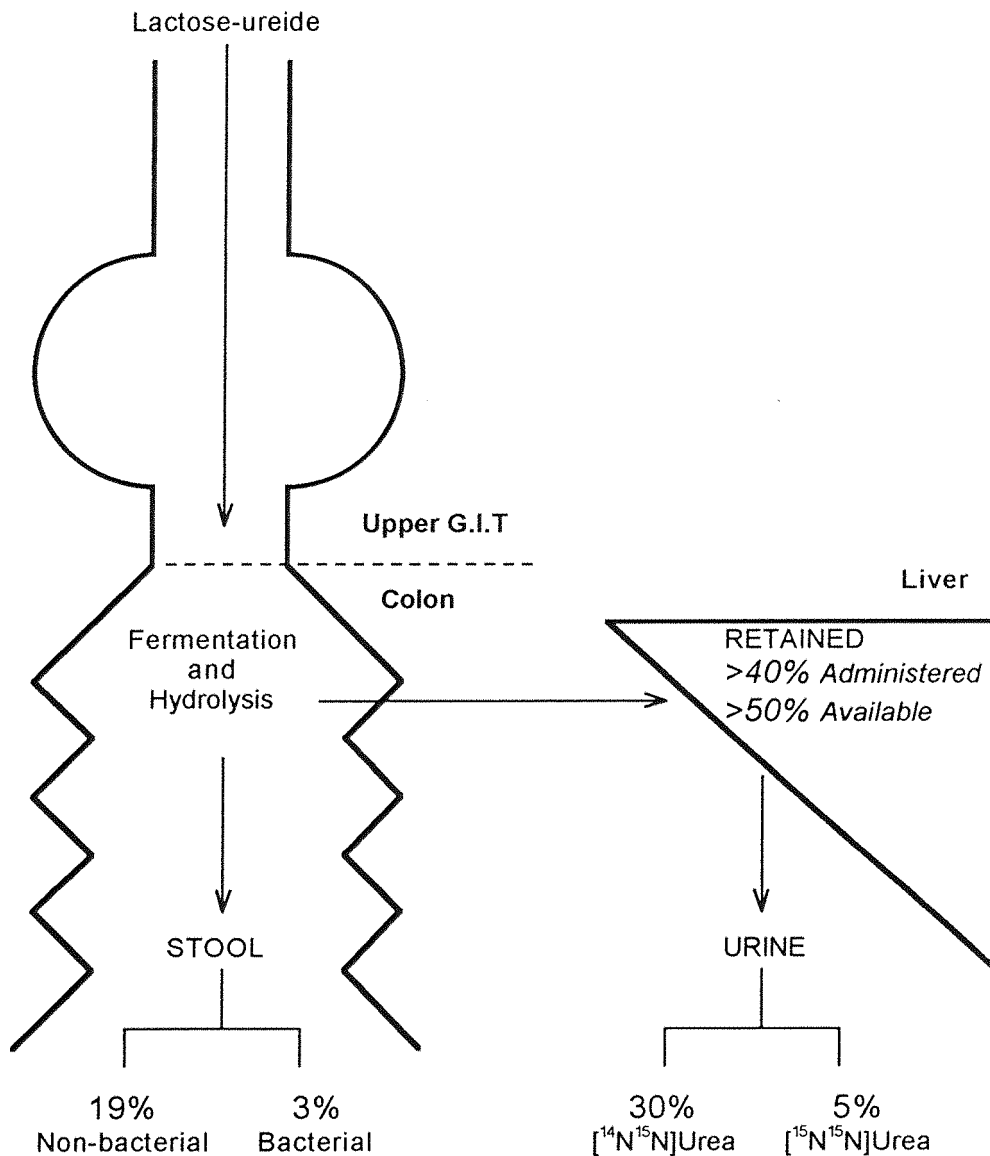 Lactose-ureide
Upper G.I.T
Colon
Fermentation
and
Hydrolysis
Liver
RETAINED
>40% Administered
>50% Available
STOOL
URINE
19%
Non-bacterial
3%
Bacterial
30%
[¹⁴N¹⁵N]Urea
5%
[¹⁵N¹⁵N]Urea